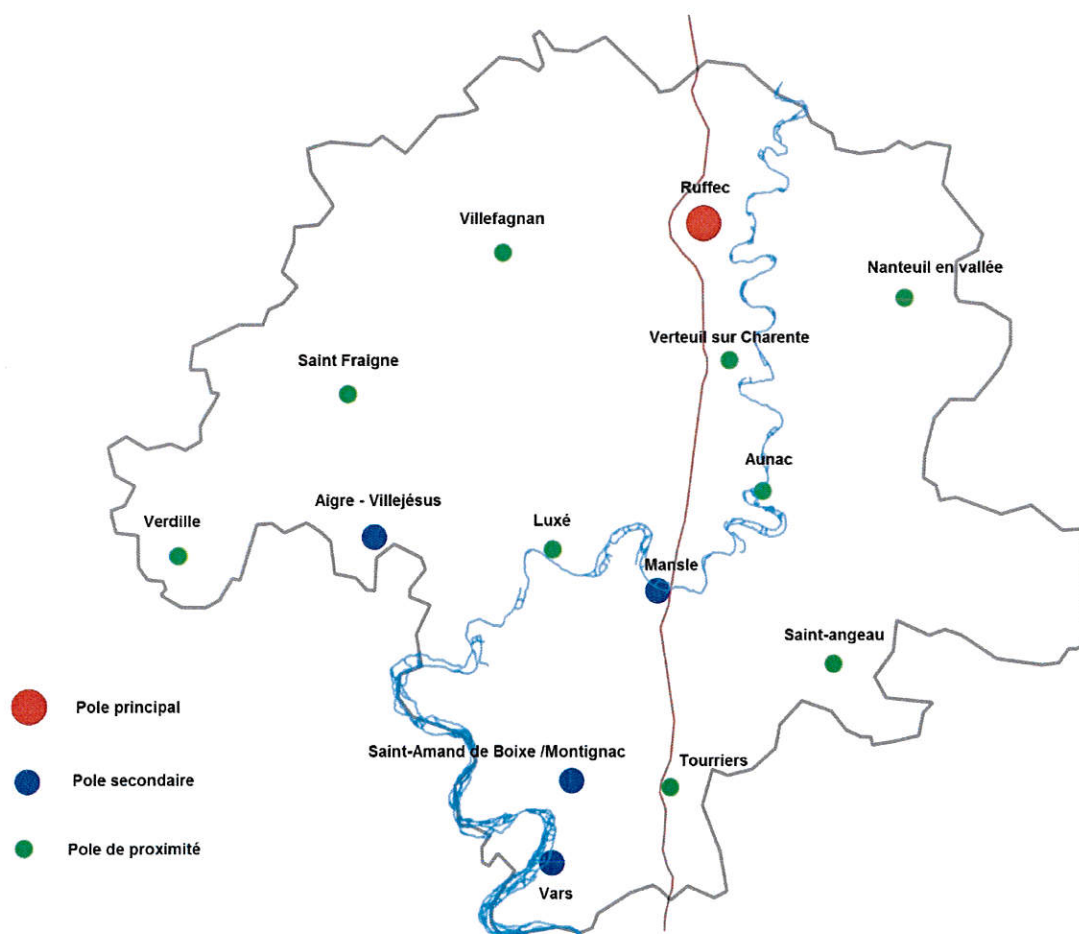 Ruffec
Villefagnan
Nanteuil en vallée
Verteuil sur Charente
Saint Fraigne
Aunac
Aigre - Villejésus
Verdille
Luxé
Mansle
Saint-angeau
Pole principal
Saint-Amand de Boixe /Montignac
Tourriers
Pole secondaire
Pole de proximité
Vars